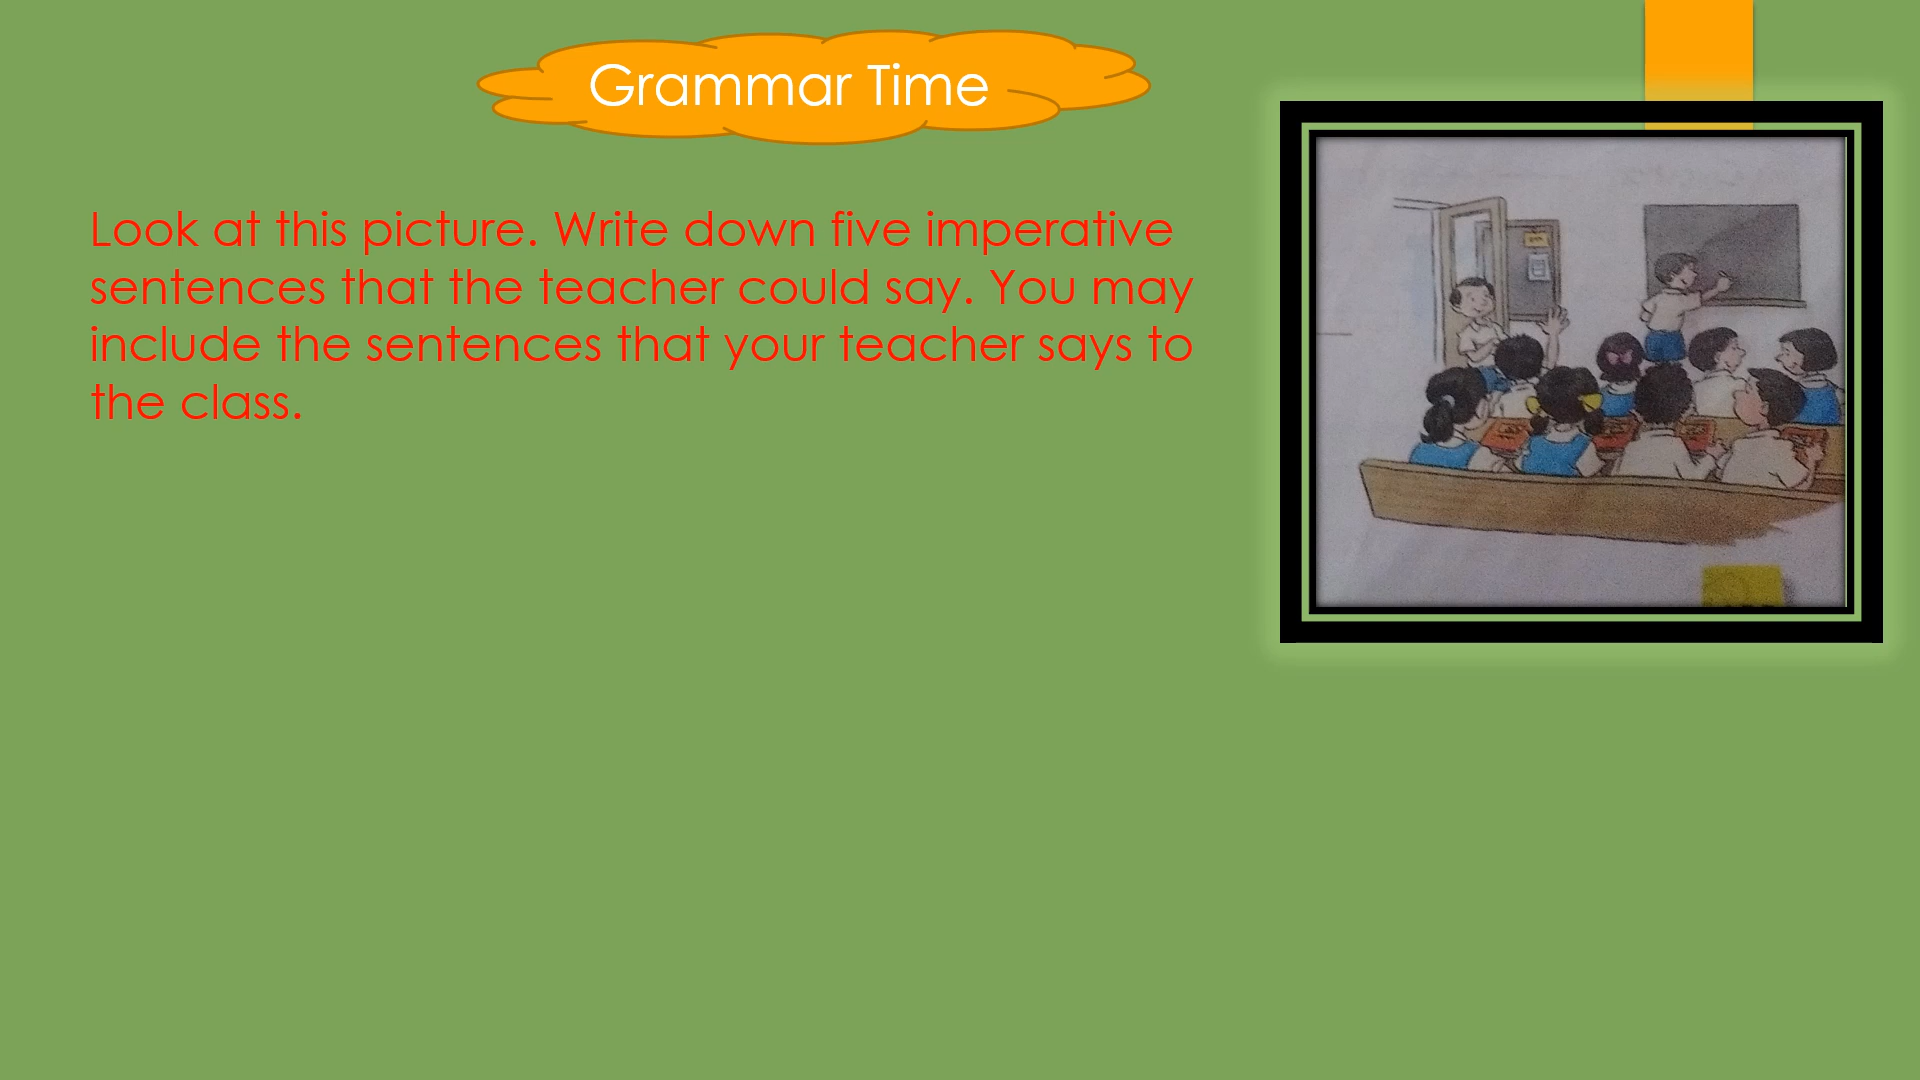 Grammar Time
Look at this picture. Write down five imperative
sentences that the teacher could say. You may
include the sentences that your teacher says to
the class.